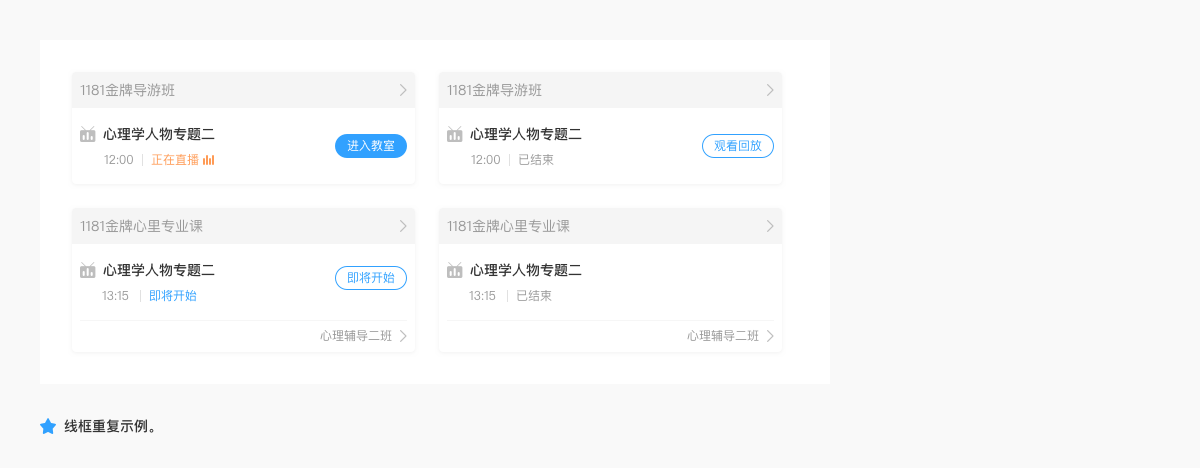 1181金牌导游班
心理学人物专题二
进入教室
12:00 正在直播
1181金牌导游班
心理学人物专题二
观看回放
12:00 已结束
1181金牌心里专业课
心理学人物专题二
即将开始
13:15 即将开始
心理辅导二班
1181金牌心里专业课
心理学人物专题二
13:15 已结束
心理辅导二班
线框重复示例。